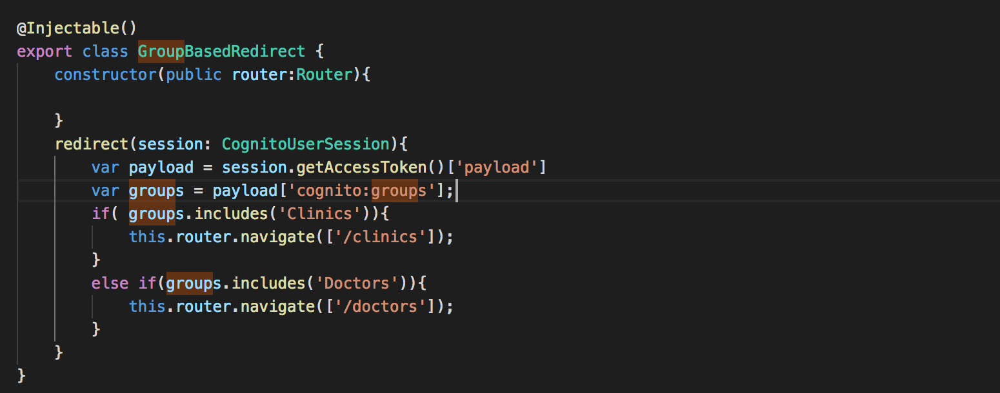 @Injectable()
export class GroupBasedRedirect {
    constructor(public router:Router){

    }
    redirect(session: CognitoUserSession){
        var payload = session.getAccessToken()['payload']
        var groups = payload['cognito:groups'];
        if( groups.includes('Clinics')){
            this.router.navigate(['/clinics']);
        }
        else if(groups.includes('Doctors')){
            this.router.navigate(['/doctors']);
        }
    }
}